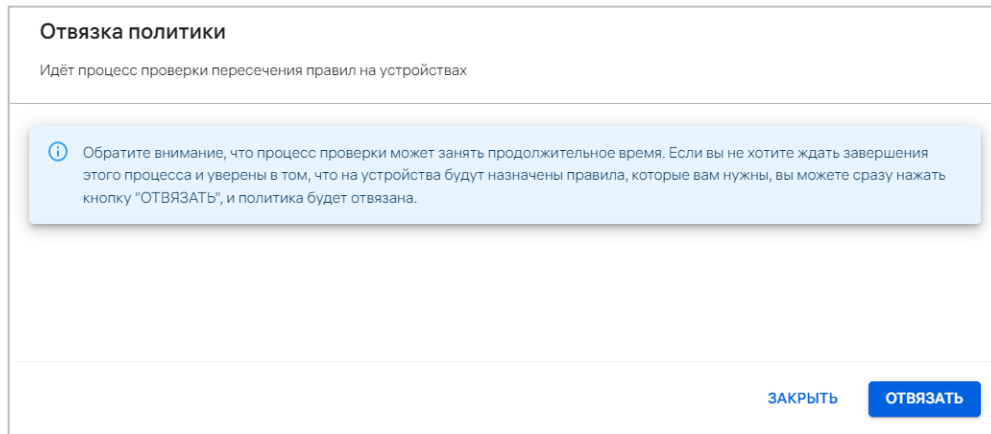 Отвязка политики
Идёт процесс проверки пересечения правил на устройствах
Обратите внимание, что процесс проверки может занять продолжительное время. Если вы не хотите ждать завершения
этого процесса и уверены в том, что на устройства будут назначены правила, которые вам нужны, вы можете сразу нажать
кнопку "ОТВЯЗАТЬ", и политика будет отвязана.
ЗАКРЫТЬ
ОТВЯЗАТЬ